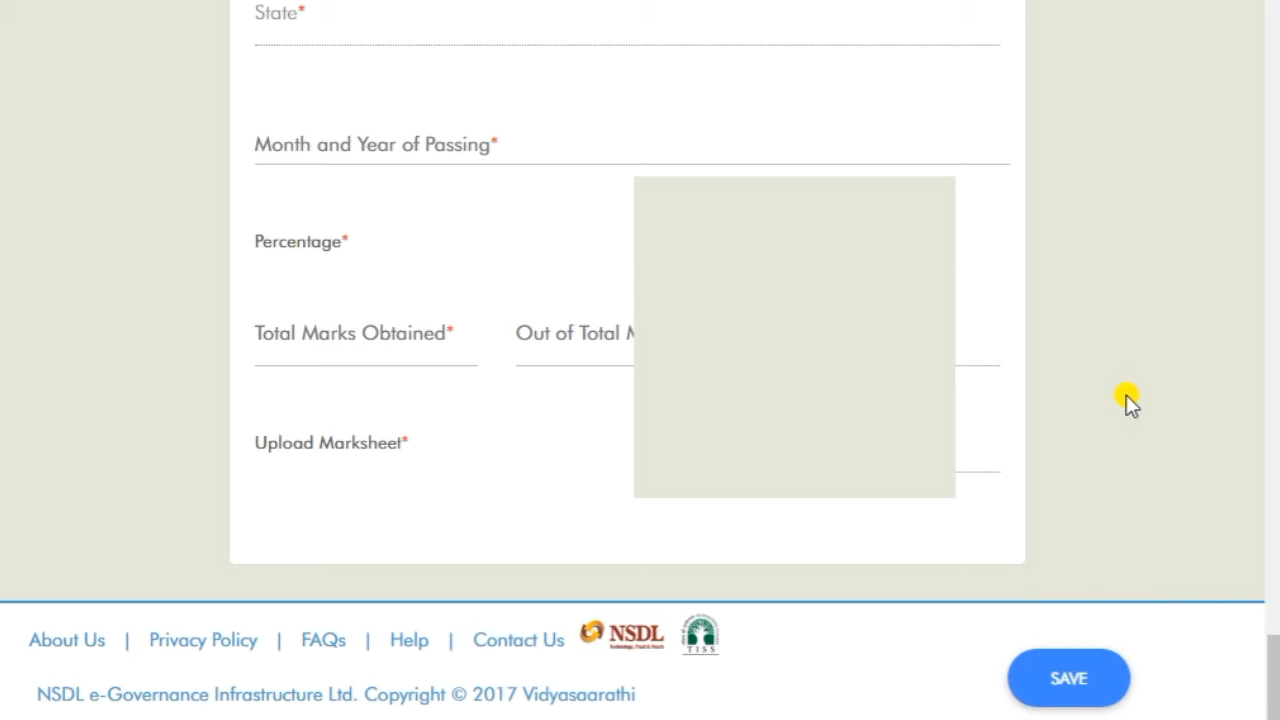 State*
Month and Year of Passing*
Percentage*
Total Marks Obtained* Out of Total
Upload Marksheet*
About Us | Privacy Policy | FAQs | Help | Contact Us NSDL TISS
NSDL e-Governance Infrastructure Ltd. Copyright © 2017 Vidyasaarathi
SAVE